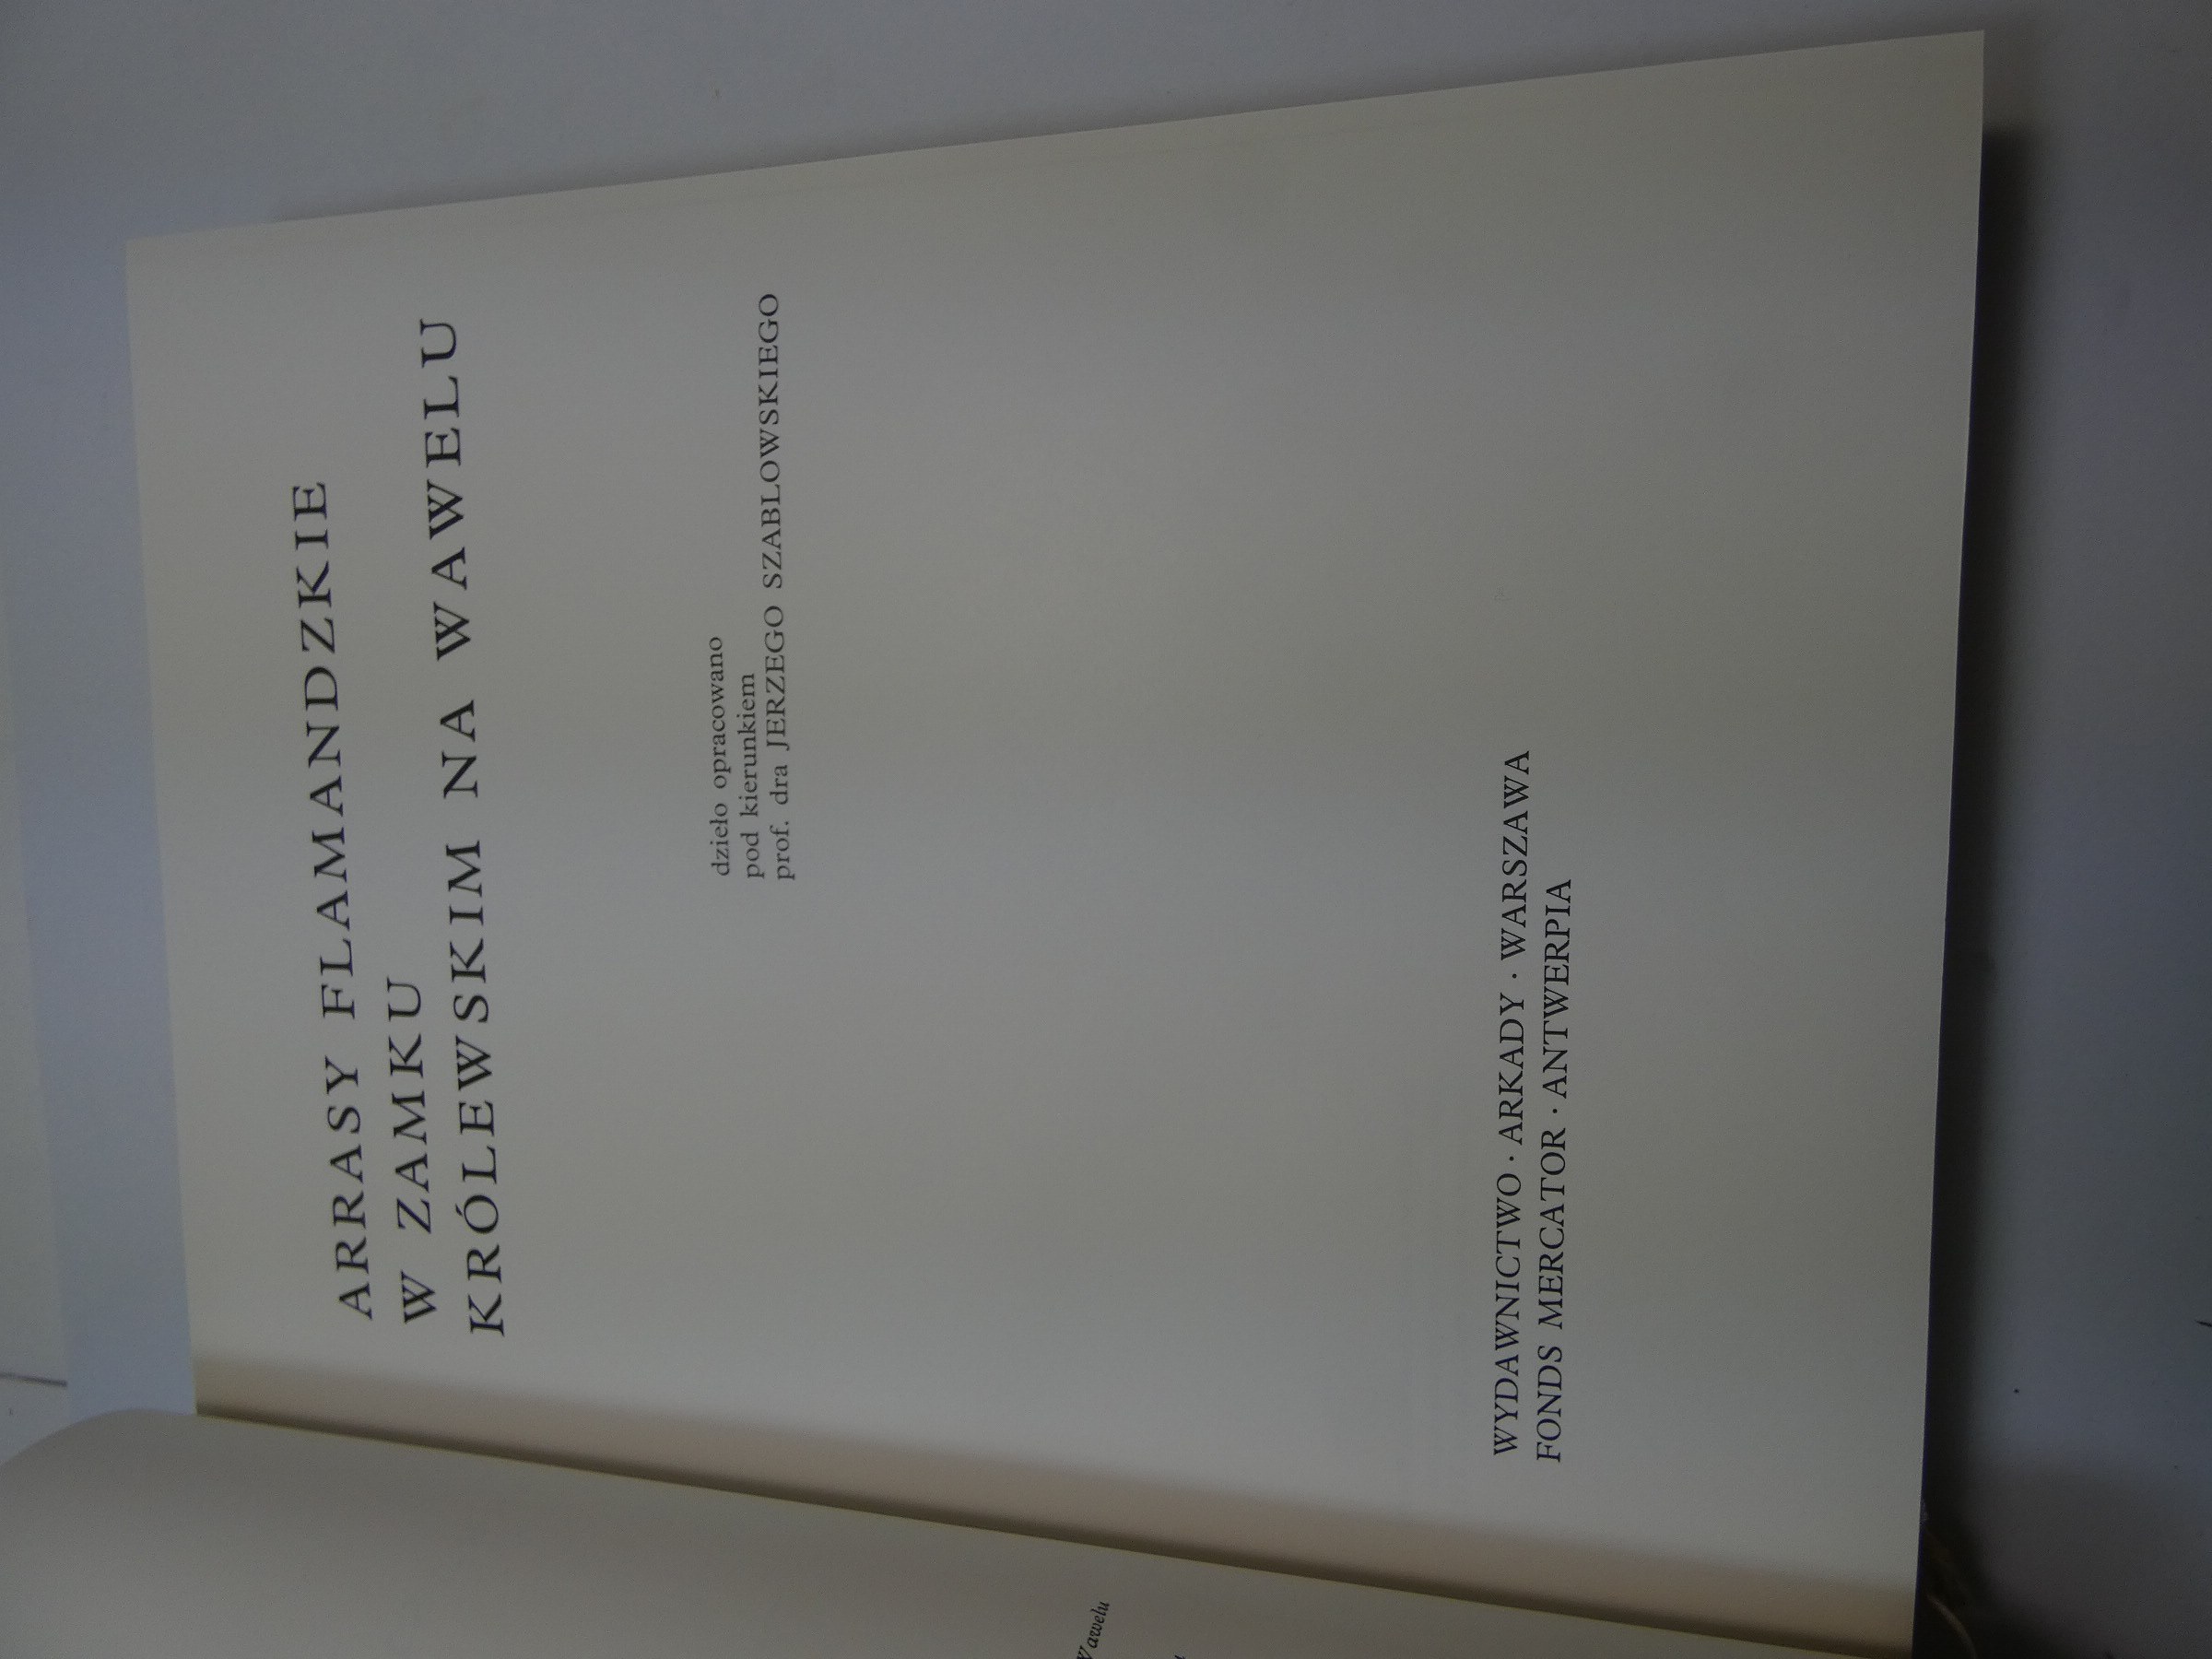 ARRASY FLAMANDZKIE
W ZAMKU
KRÓLEWSKIM NA WAWELU
dzieło opracowano
pod kierunkiem
prof. dra JERZEGO SZABLOWSKIEGO
WYDAWNICTWO · ARKADY · WARSZAWA
FONDS MERCATOR · ANTWERPIA
Wawelu